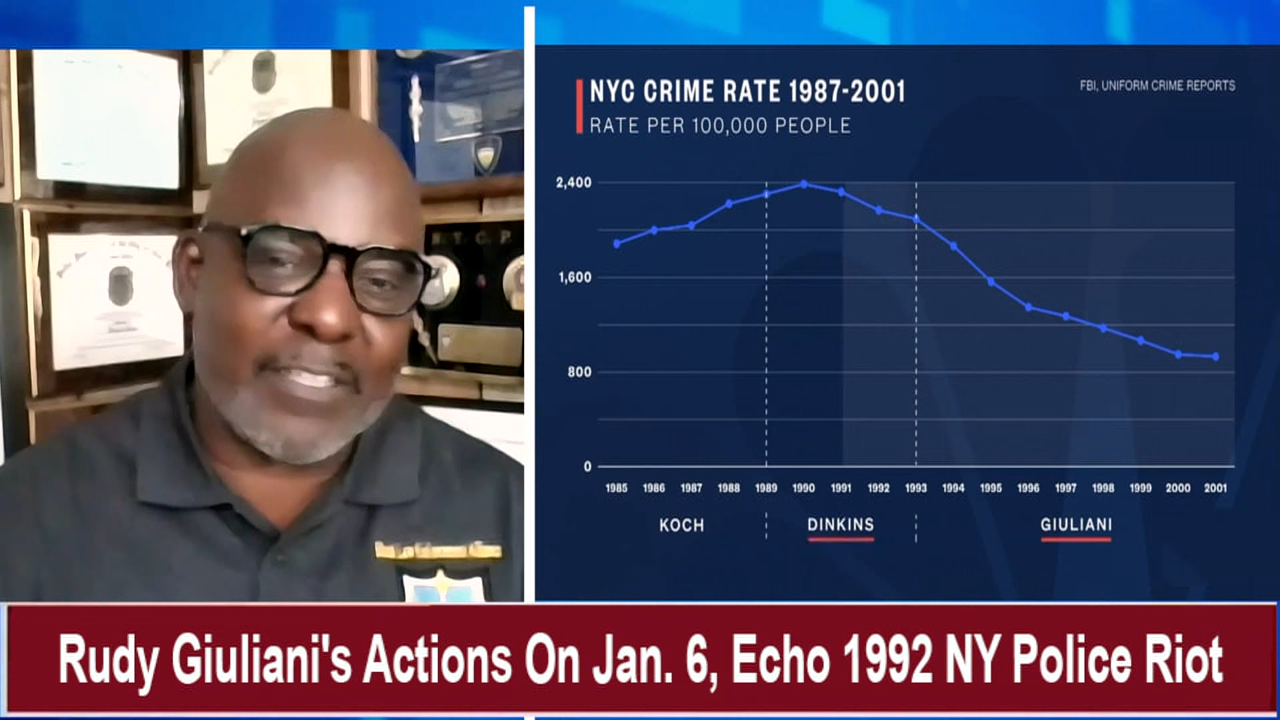 NYC CRIME RATE 1987-2001
FBI, UNIFORM CRIME REPORTS
RATE PER 100,000 PEOPLE
2,400
1,600
800
0
1985 1986 1987 1988 1989 1990 1991 1992 1993 1994 1995 1996 1997 1998 1999 2000 2001
KOCH DINKINS GIULIANI
Rudy Giuliani's Actions On Jan. 6, Echo 1992 NY Police Riot